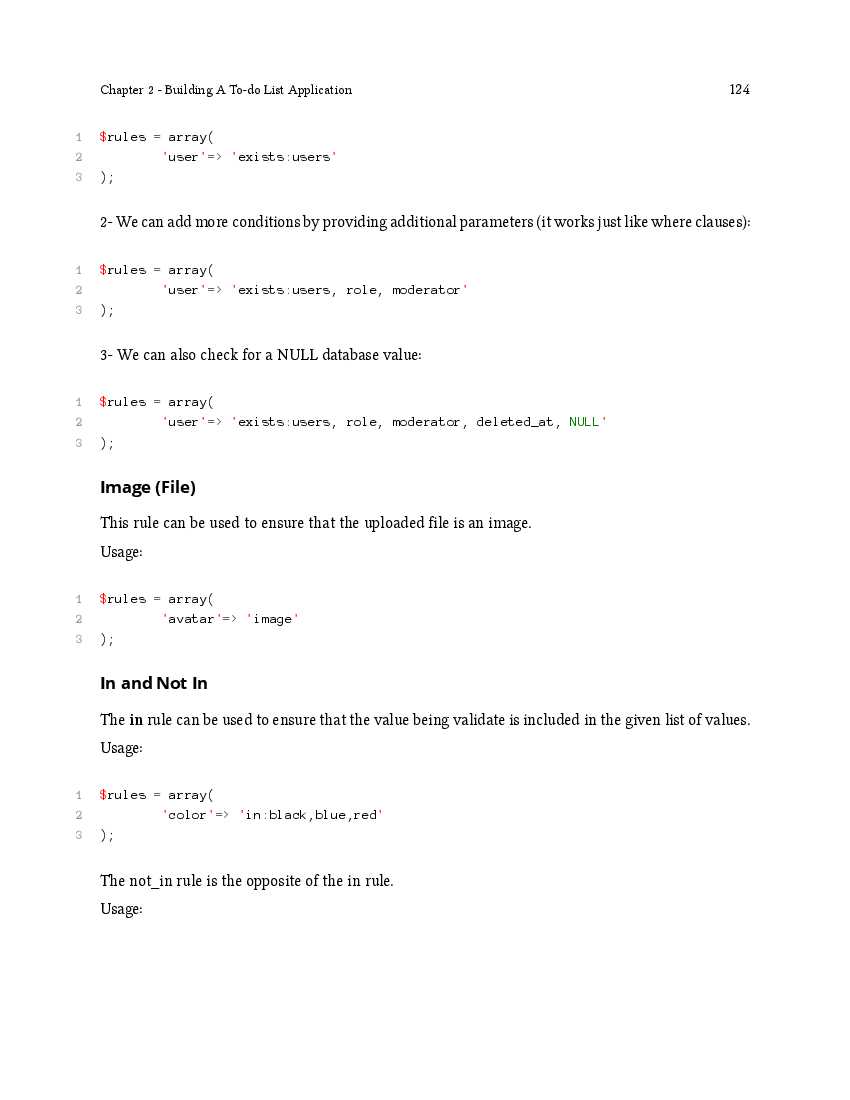 Chapter 2 - Building A To-do List Application 124
1 $rules = array(
2 'user'=> 'exists:users'
3 );
2- We can add more conditions by providing additional parameters (it works just like where clauses):
1 $rules = array(
2 'user'=> 'exists:users, role, moderator'
3 );
3- We can also check for a NULL database value:
1 $rules = array(
2 'user'=> 'exists:users, role, moderator, deleted_at, NULL'
3 );
Image (File)
This rule can be used to ensure that the uploaded file is an image.
Usage:
1 $rules = array(
2 'avatar'=> 'image'
3 );
In and Not In
The in rule can be used to ensure that the value being validate is included in the given list of values.
Usage:
1 $rules = array(
2 'color'=> 'in:black,blue,red'
3 );
The not_in rule is the opposite of the in rule.
Usage: